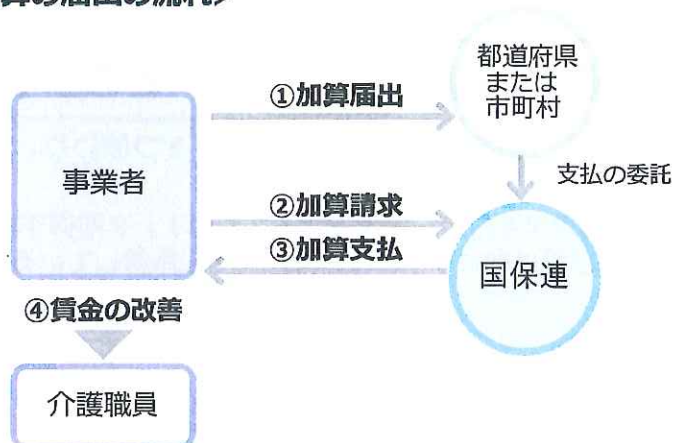 算の届出の流れ>
都道府県
または
市町村
①加算届出
事業者
支払の委託
②加算請求
③加算支払
国保連
④賃金の改善
介護職員